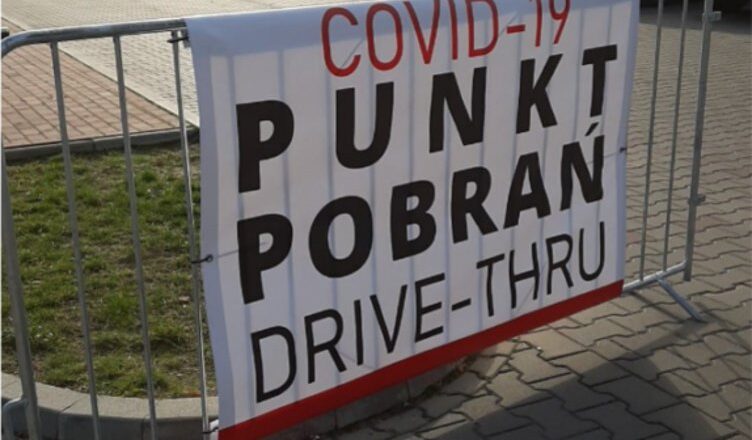 COVID-19
PUNKT
POBRAŃ
DRIVE-THRU